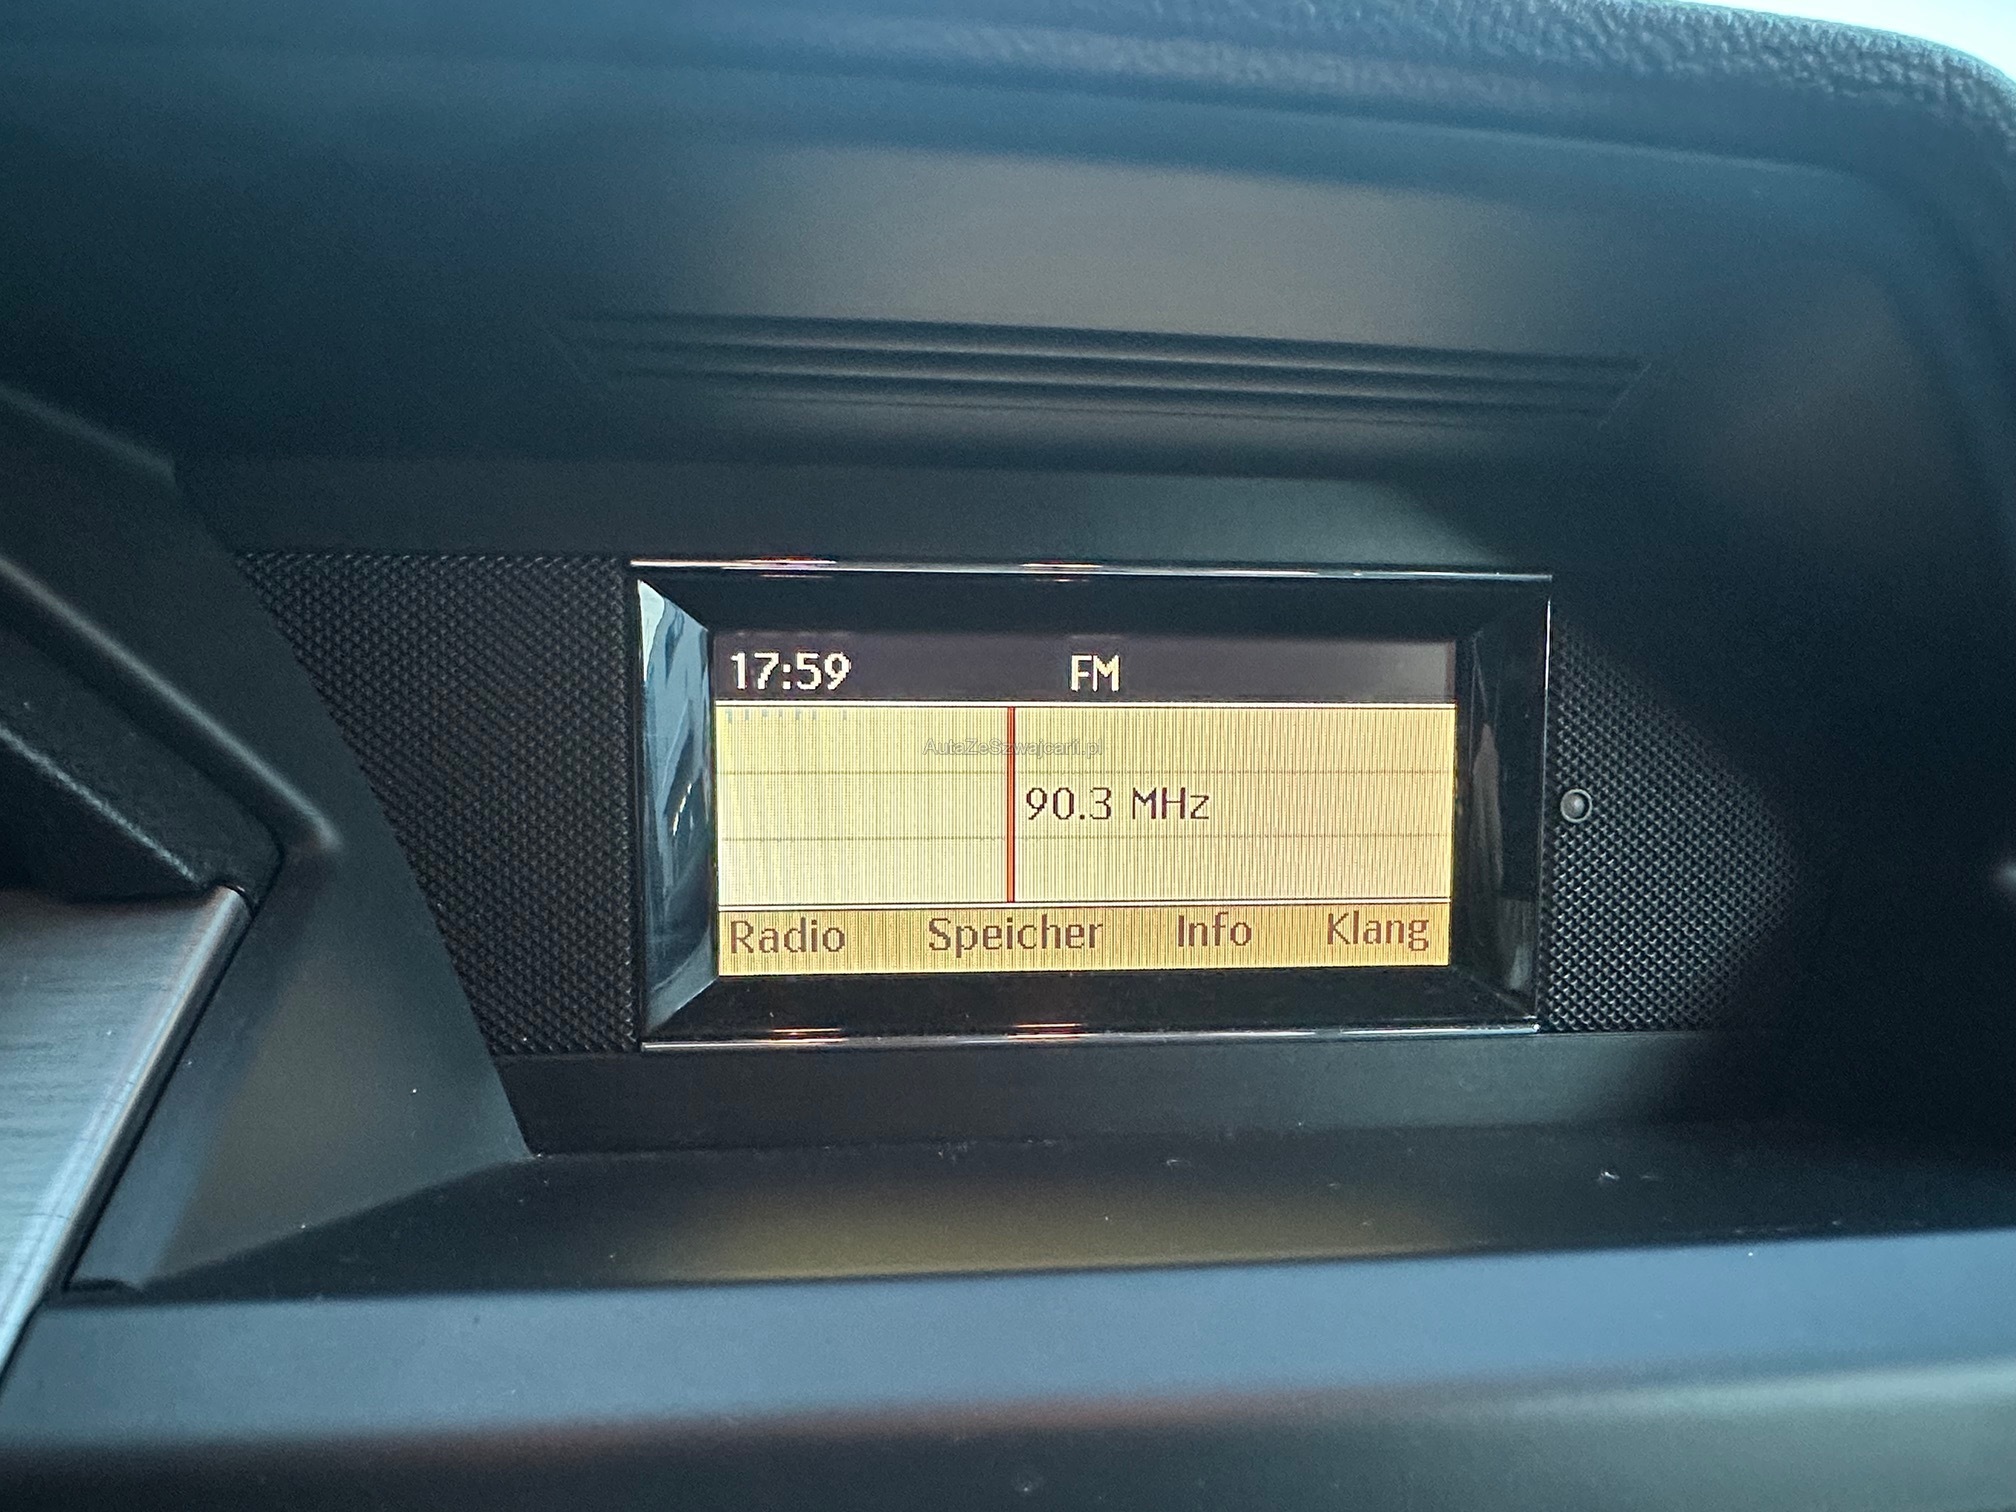 17:59 FM
AutaZeSzwajcarii.pl
90.3 MHz
Radio Speicher Info Klang